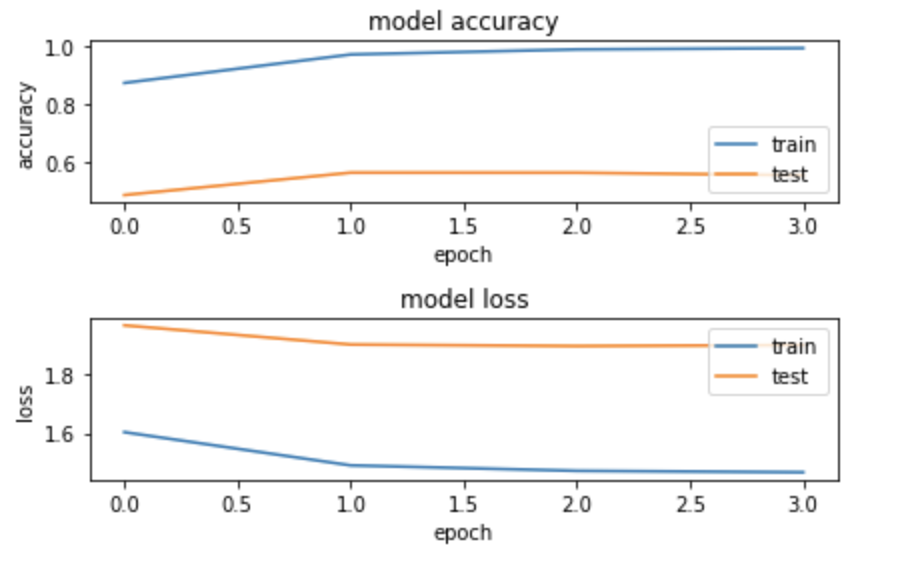 model accuracy
1.0
0.8
0.6
accuracy
train
test
0.0 0.5 1.0 1.5 2.0 2.5 3.0
epoch
model loss
1.8
1.6
loss
train
test
0.0 0.5 1.0 1.5 2.0 2.5 3.0
epoch